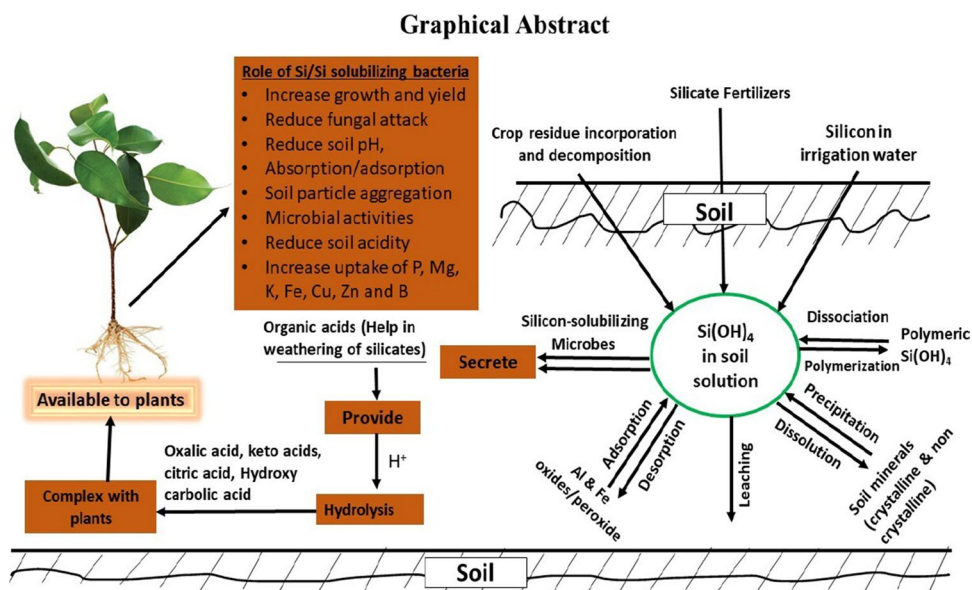 Graphical Abstract
Role of Si/Si solubilizing bacteria
• Increase growth and yield
• Reduce fungal attack
• Reduce soil pH,
• Absorption/adsorption
• Soil particle aggregation
• Microbial activities
• Reduce soil acidity
• Increase uptake of P, Mg,
K, Fe, Cu, Zn and B
Silicate Fertilizers
Crop residue incorporation
and decomposition
Silicon in
irrigation water
Soil
Organic acids (Help in
weathering of silicates)
Silicon-solubilizing
Microbes
Secrete
Si(OH)4
in soil
solution
Dissociation
Polymeric
Si(OH)4
Polymerization
Available to plants
Provide
H+
Oxalic acid, keto acids,
citric acid, Hydroxy
carbolic acid
Complex with
plants
Hydrolysis
Adsorption
Desorption
Al & Fe
oxides/peroxide
Leaching
Precipitation
Dissolution
Soil minerals
(crystalline & non
crystalline)
Soil